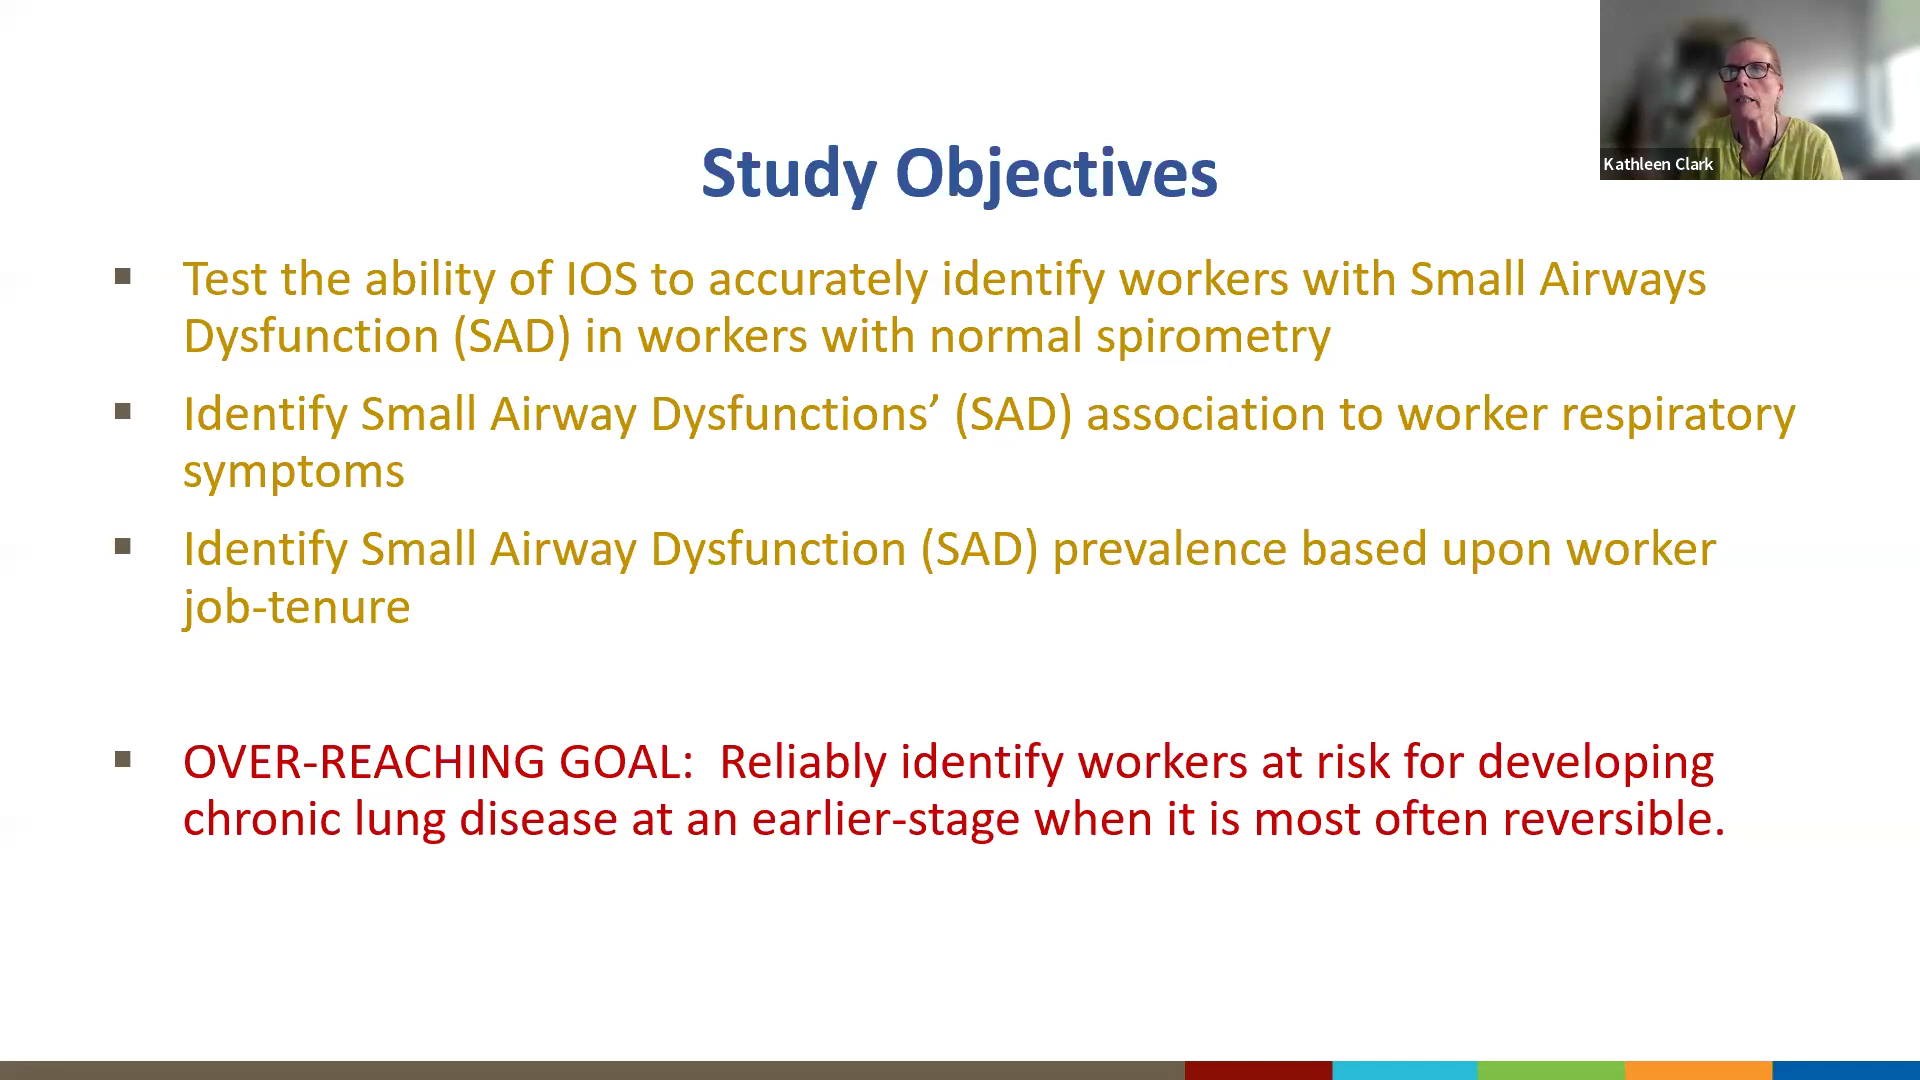 Study Objectives
Kathleen Clark
▪ Test the ability of IOS to accurately identify workers with Small Airways
Dysfunction (SAD) in workers with normal spirometry
▪ Identify Small Airway Dysfunctions’ (SAD) association to worker respiratory
symptoms
▪ Identify Small Airway Dysfunction (SAD) prevalence based upon worker
job-tenure
▪ OVER-REACHING GOAL:  Reliably identify workers at risk for developing
chronic lung disease at an earlier-stage when it is most often reversible.